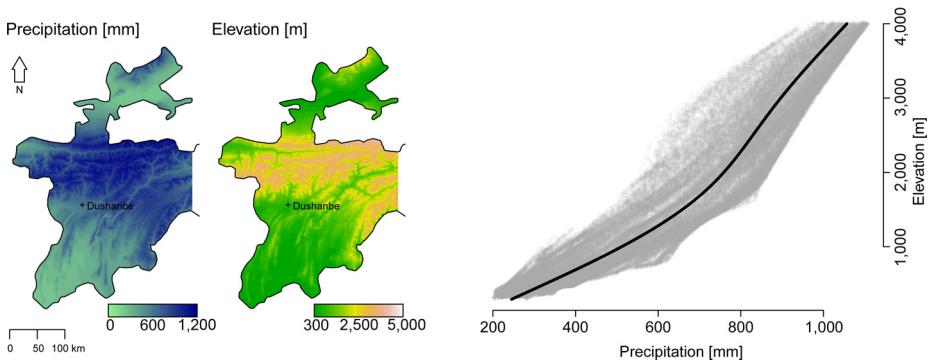 Precipitation [mm]
Elevation [m]
N
+ Dushanbe
+ Dushanbe
0 600 1,200
300 2,500 5,000
0 50 100 km
4,000
3,000
2,000
1,000
Elevation [m]
200 400 600 800 1,000
Precipitation [mm]